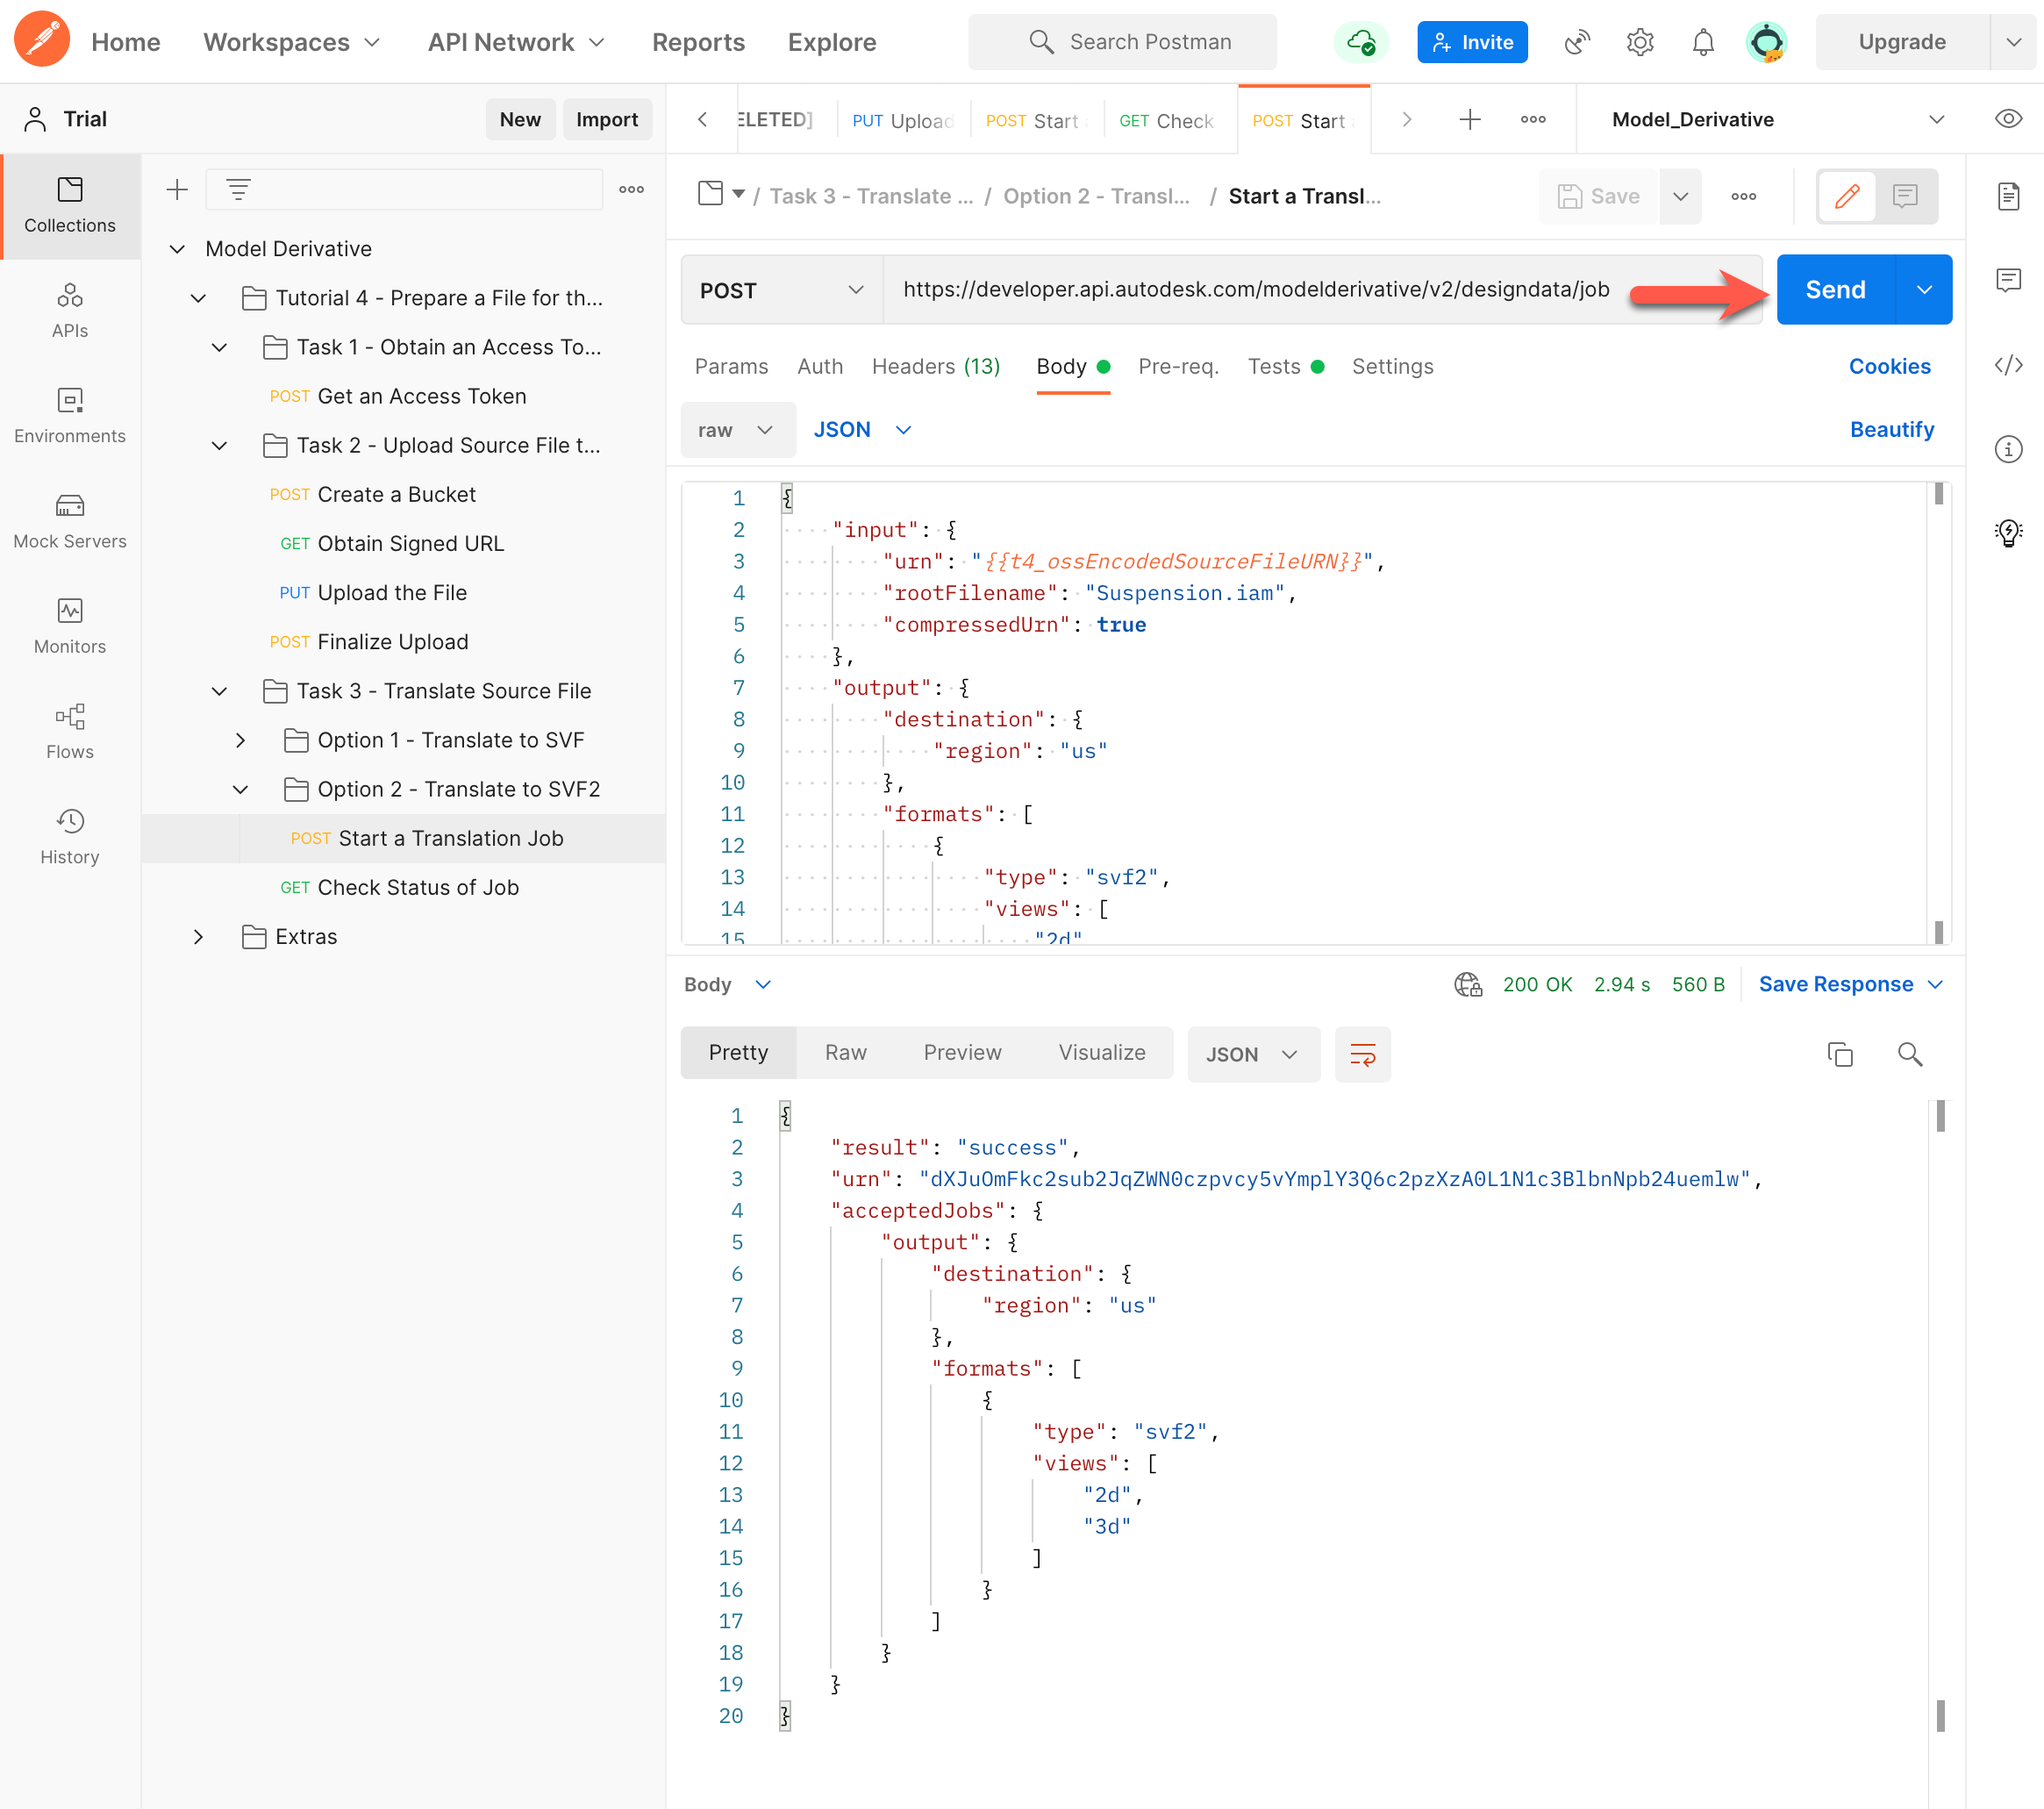 Home Workspaces API Network Reports Explore Search Postman Invite Upgrade
Trial New Import ELETED] PUT Upload POST Start GET Check POST Start Model_Derivative
Collections
APIs
Environments
Mock Servers
Monitors
Flows
History
Model Derivative
Tutorial 4 - Prepare a File for th...
Task 1 - Obtain an Access To...
POST Get an Access Token
Task 2 - Upload Source File t...
POST Create a Bucket
GET Obtain Signed URL
PUT Upload the File
POST Finalize Upload
Task 3 - Translate Source File
Option 1 - Translate to SVF
Option 2 - Translate to SVF2
POST Start a Translation Job
GET Check Status of Job
Extras
/ Task 3 - Translate ... / Option 2 - Transl... / Start a Transl... Save
POST https://developer.api.autodesk.com/modelderivative/v2/designdata/job Send
Params Auth Headers (13) Body Pre-req. Tests Settings Cookies
raw JSON Beautify
1 {
2 "input": {
3 "urn": "{{t4_ossEncodedSourceFileURN}}",
4 "rootFilename": "Suspension.iam",
5 "compressedUrn": true
6 },
7 "output": {
8 "destination": {
9 "region": "us"
10 },
11 "formats": [
12 {
13 "type": "svf2",
14 "views": [
15 "2d"
Body 200 OK 2.94 s 560 B Save Response
Pretty Raw Preview Visualize JSON
1 {
2 "result": "success",
3 "urn": "dXJuOmFkc2sub2JqZWN0czpvcy5vYmplY3Q6c2pzXzA0L1N1c3BlbnNpb24uemlw",
4 "acceptedJobs": {
5 "output": {
6 "destination": {
7 "region": "us"
8 },
9 "formats": [
10 {
11 "type": "svf2",
12 "views": [
13 "2d",
14 "3d"
15 ]
16 }
17 ]
18 }
19 }
20 }